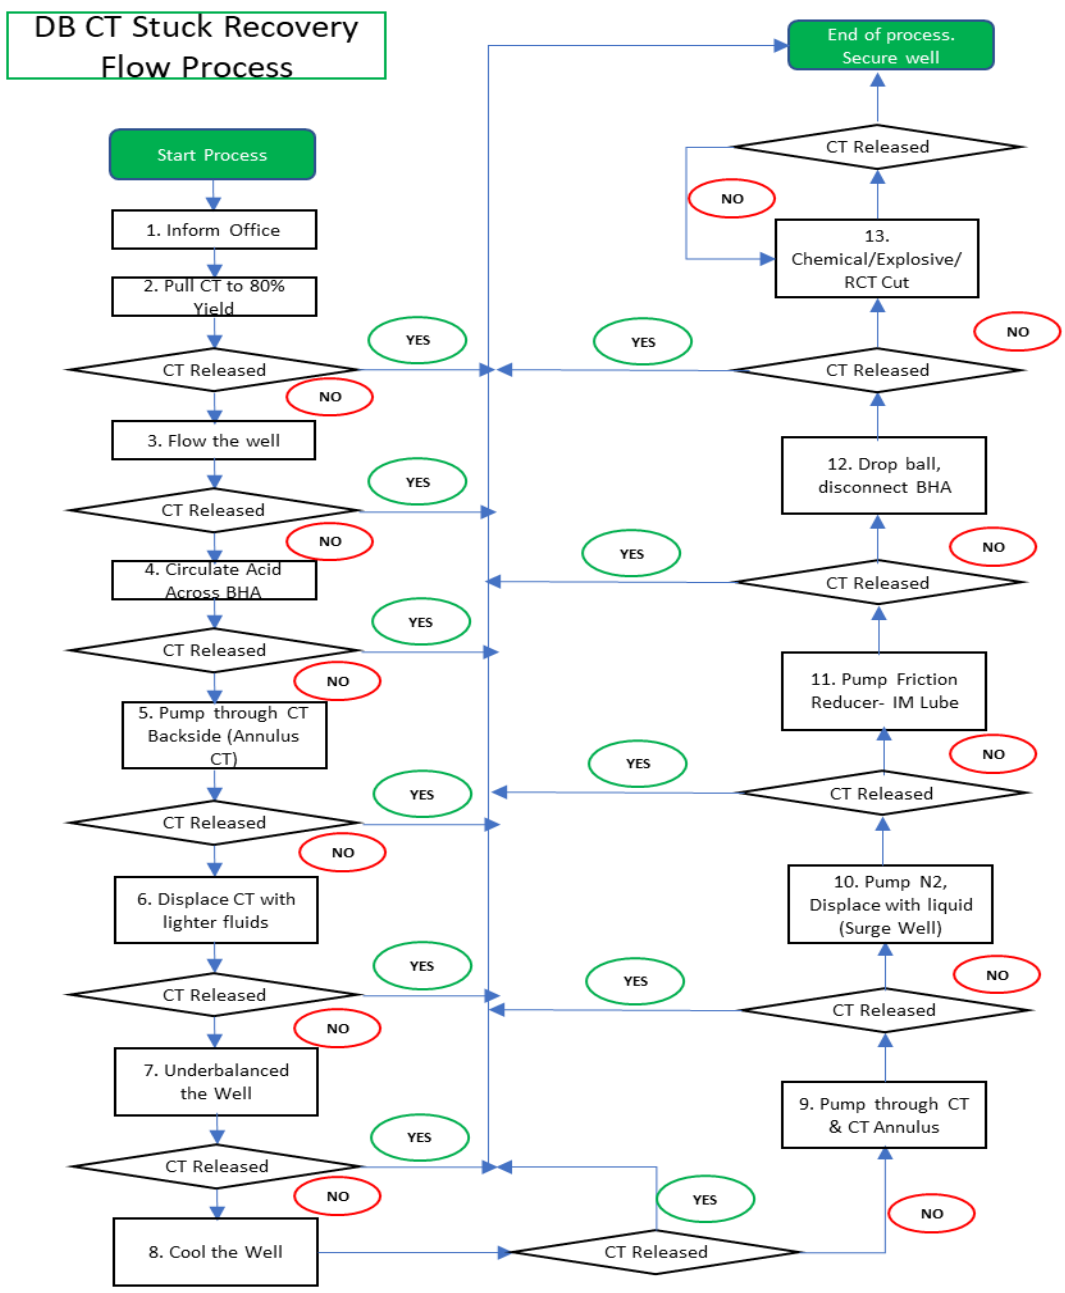 DB CT Stuck Recovery
Flow Process
Start Process
1. Inform Office
2. Pull CT to 80%
Yield
CT Released
YES
NO
3. Flow the well
CT Released
YES
NO
4. Circulate Acid
Across BHA
CT Released
YES
NO
5. Pump through CT
Backside (Annulus
CT)
CT Released
YES
NO
6. Displace CT with
lighter fluids
CT Released
YES
NO
7. Underbalanced
the Well
CT Released
YES
NO
8. Cool the Well
CT Released
YES
NO
9. Pump through CT
& CT Annulus
CT Released
YES
NO
10. Pump N2,
Displace with liquid
(Surge Well)
CT Released
YES
NO
11. Pump Friction
Reducer- IM Lube
CT Released
YES
NO
12. Drop ball,
disconnect BHA
CT Released
YES
NO
13.
Chemical/Explosive/
RCT Cut
CT Released
NO
End of process.
Secure well